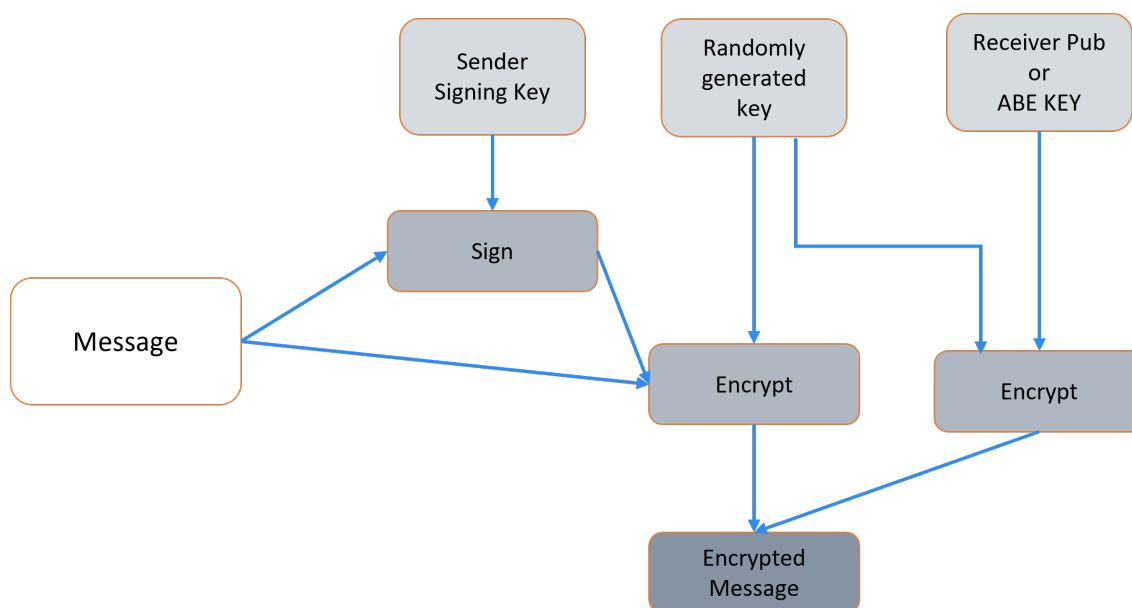 Sender
Signing Key
Randomly
generated
key
Receiver Pub
or
ABE KEY
Sign
Message
Encrypt
Encrypt
Encrypted
Message